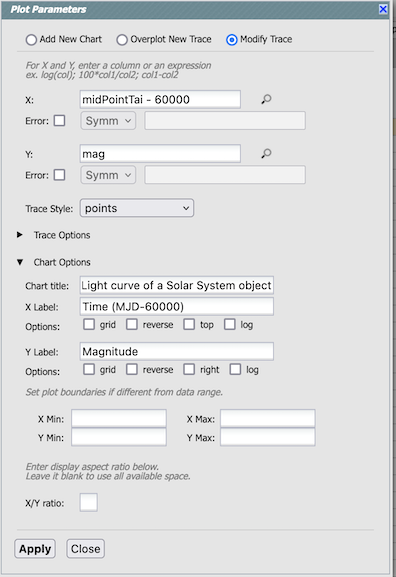 Plot Parameters
Add New Chart Overplot New Trace Modify Trace
For X and Y, enter a column or an expression
ex. log(col); 100*col1/col2; col1-col2
X: midPointTai - 60000
Error: Symm
Y: mag
Error: Symm
Trace Style: points
Trace Options
Chart Options
Chart title: Light curve of a Solar System object
X Label: Time (MJD-60000)
Options: grid reverse top log
Y Label: Magnitude
Options: grid reverse right log
Set plot boundaries if different from data range.
X Min: X Max:
Y Min: Y Max:
Enter display aspect ratio below.
Leave it blank to use all available space.
X/Y ratio:
Apply Close